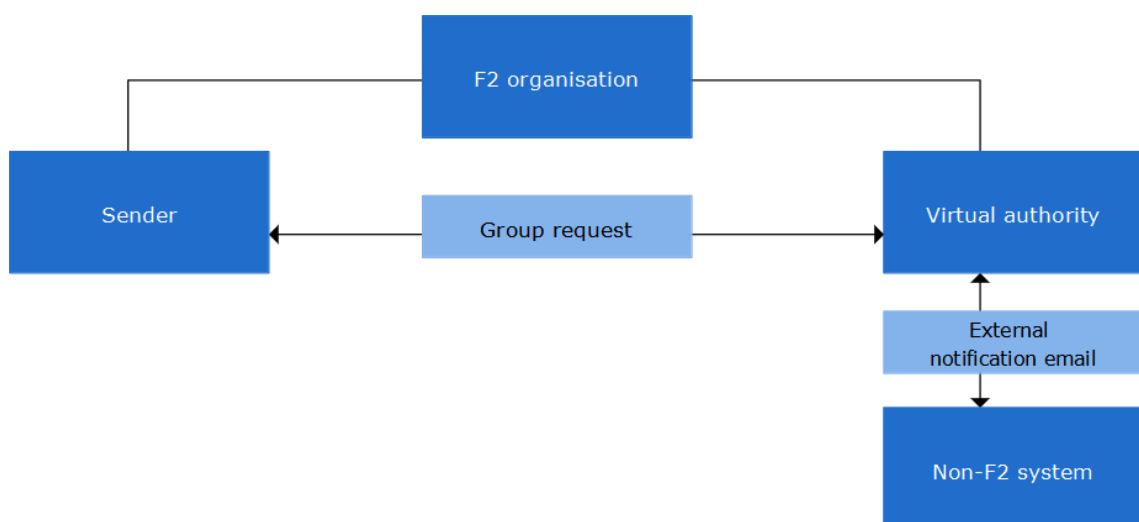 F2 organisation
Sender
Group request
Virtual authority
External
notification email
Non-F2 system